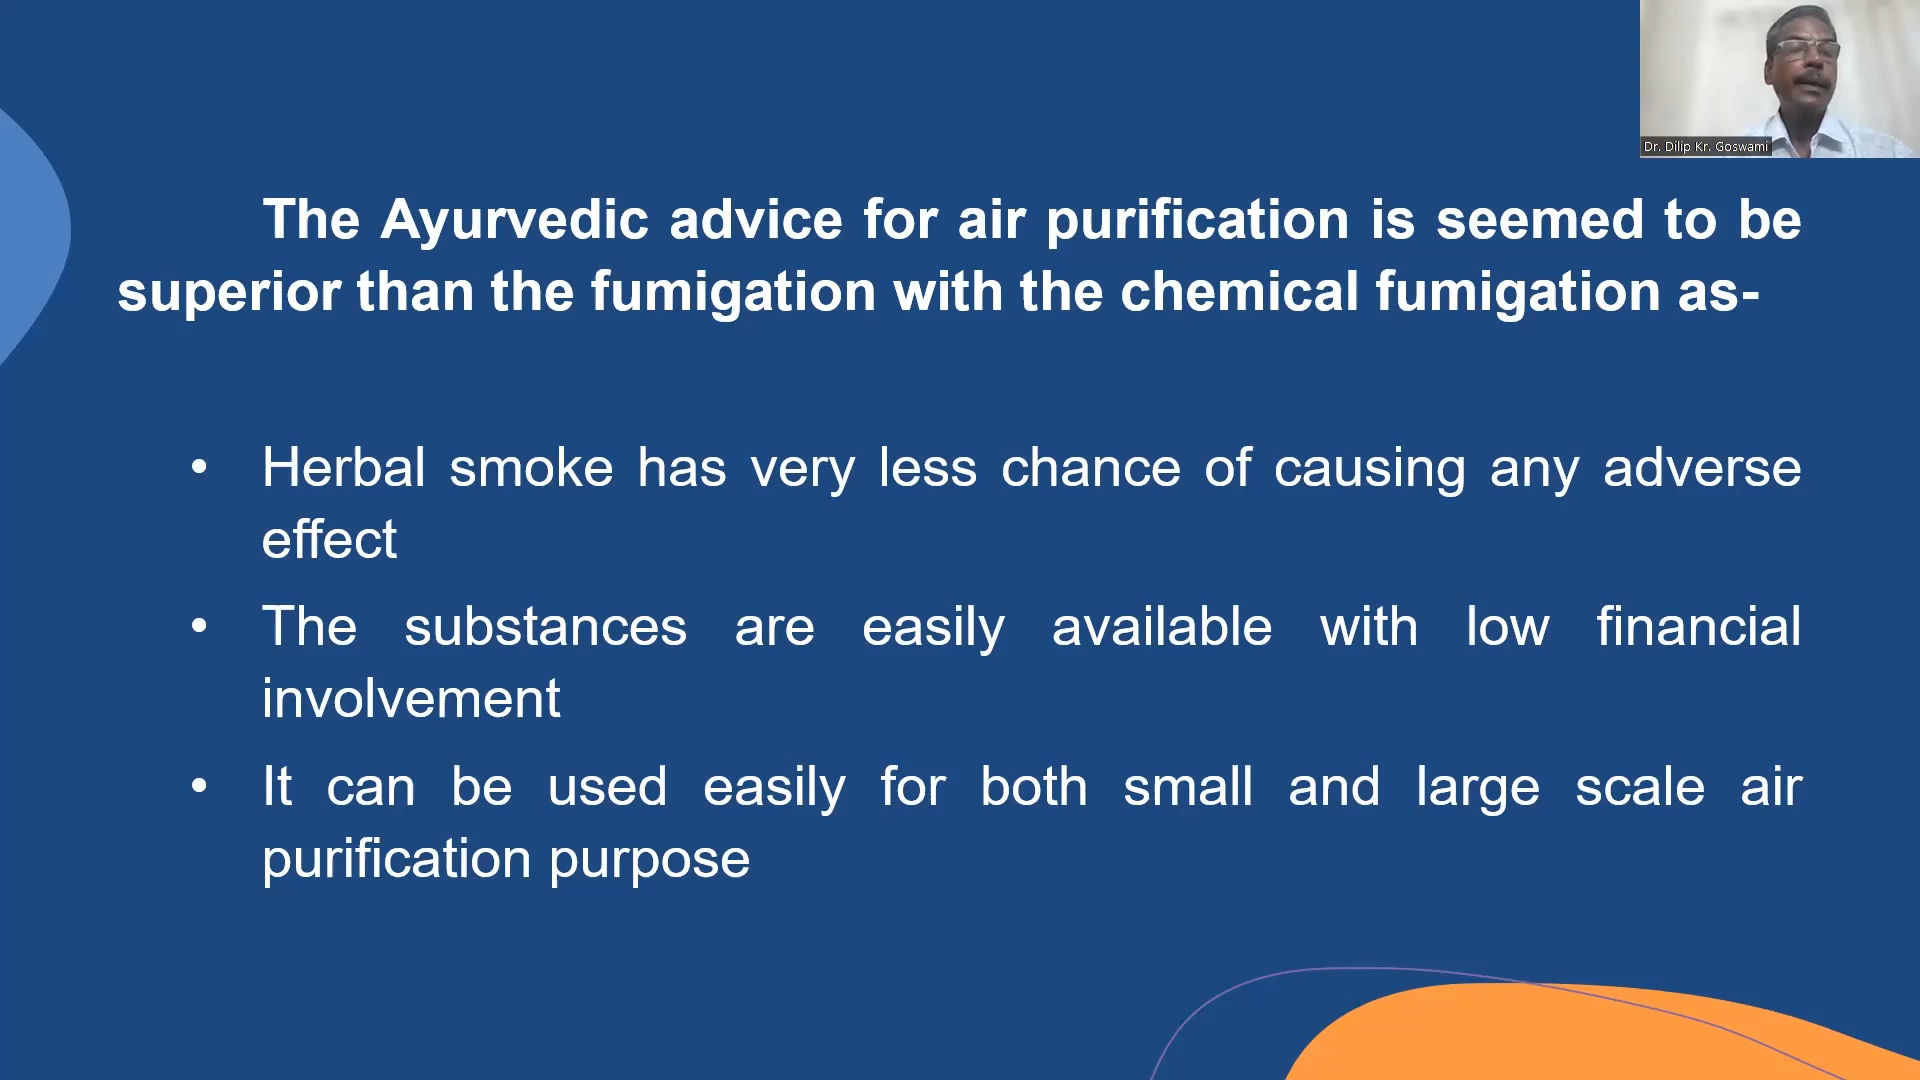 Dr. Dilip Kr. Goswami
The Ayurvedic advice for air purification is seemed to be
superior than the fumigation with the chemical fumigation as-
• Herbal smoke has very less chance of causing any adverse
effect
• The substances are easily available with low financial
involvement
• It can be used easily for both small and large scale air
purification purpose